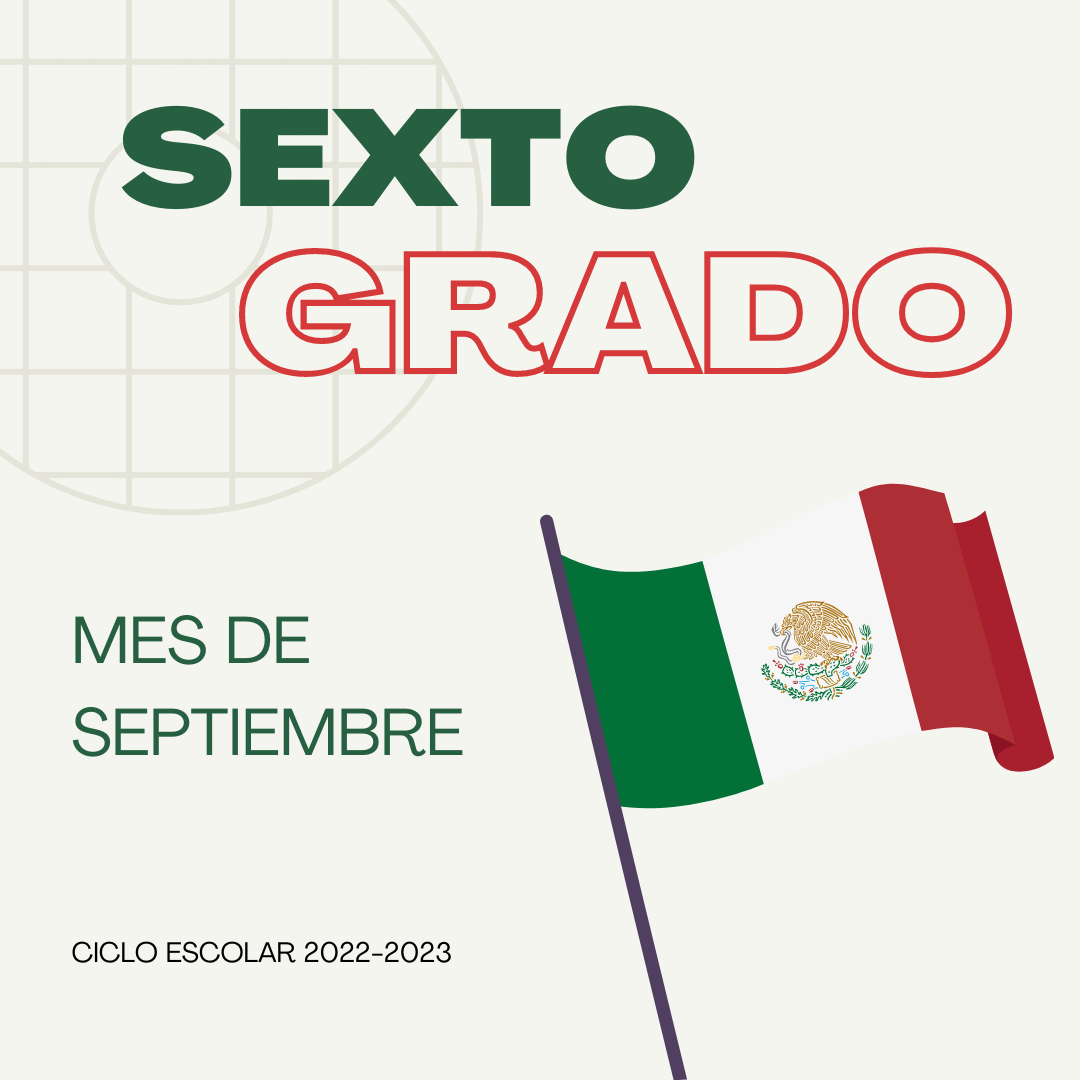 SEXTO
GRADO
MES DE
SEPTIEMBRE
CICLO ESCOLAR 2022-2023